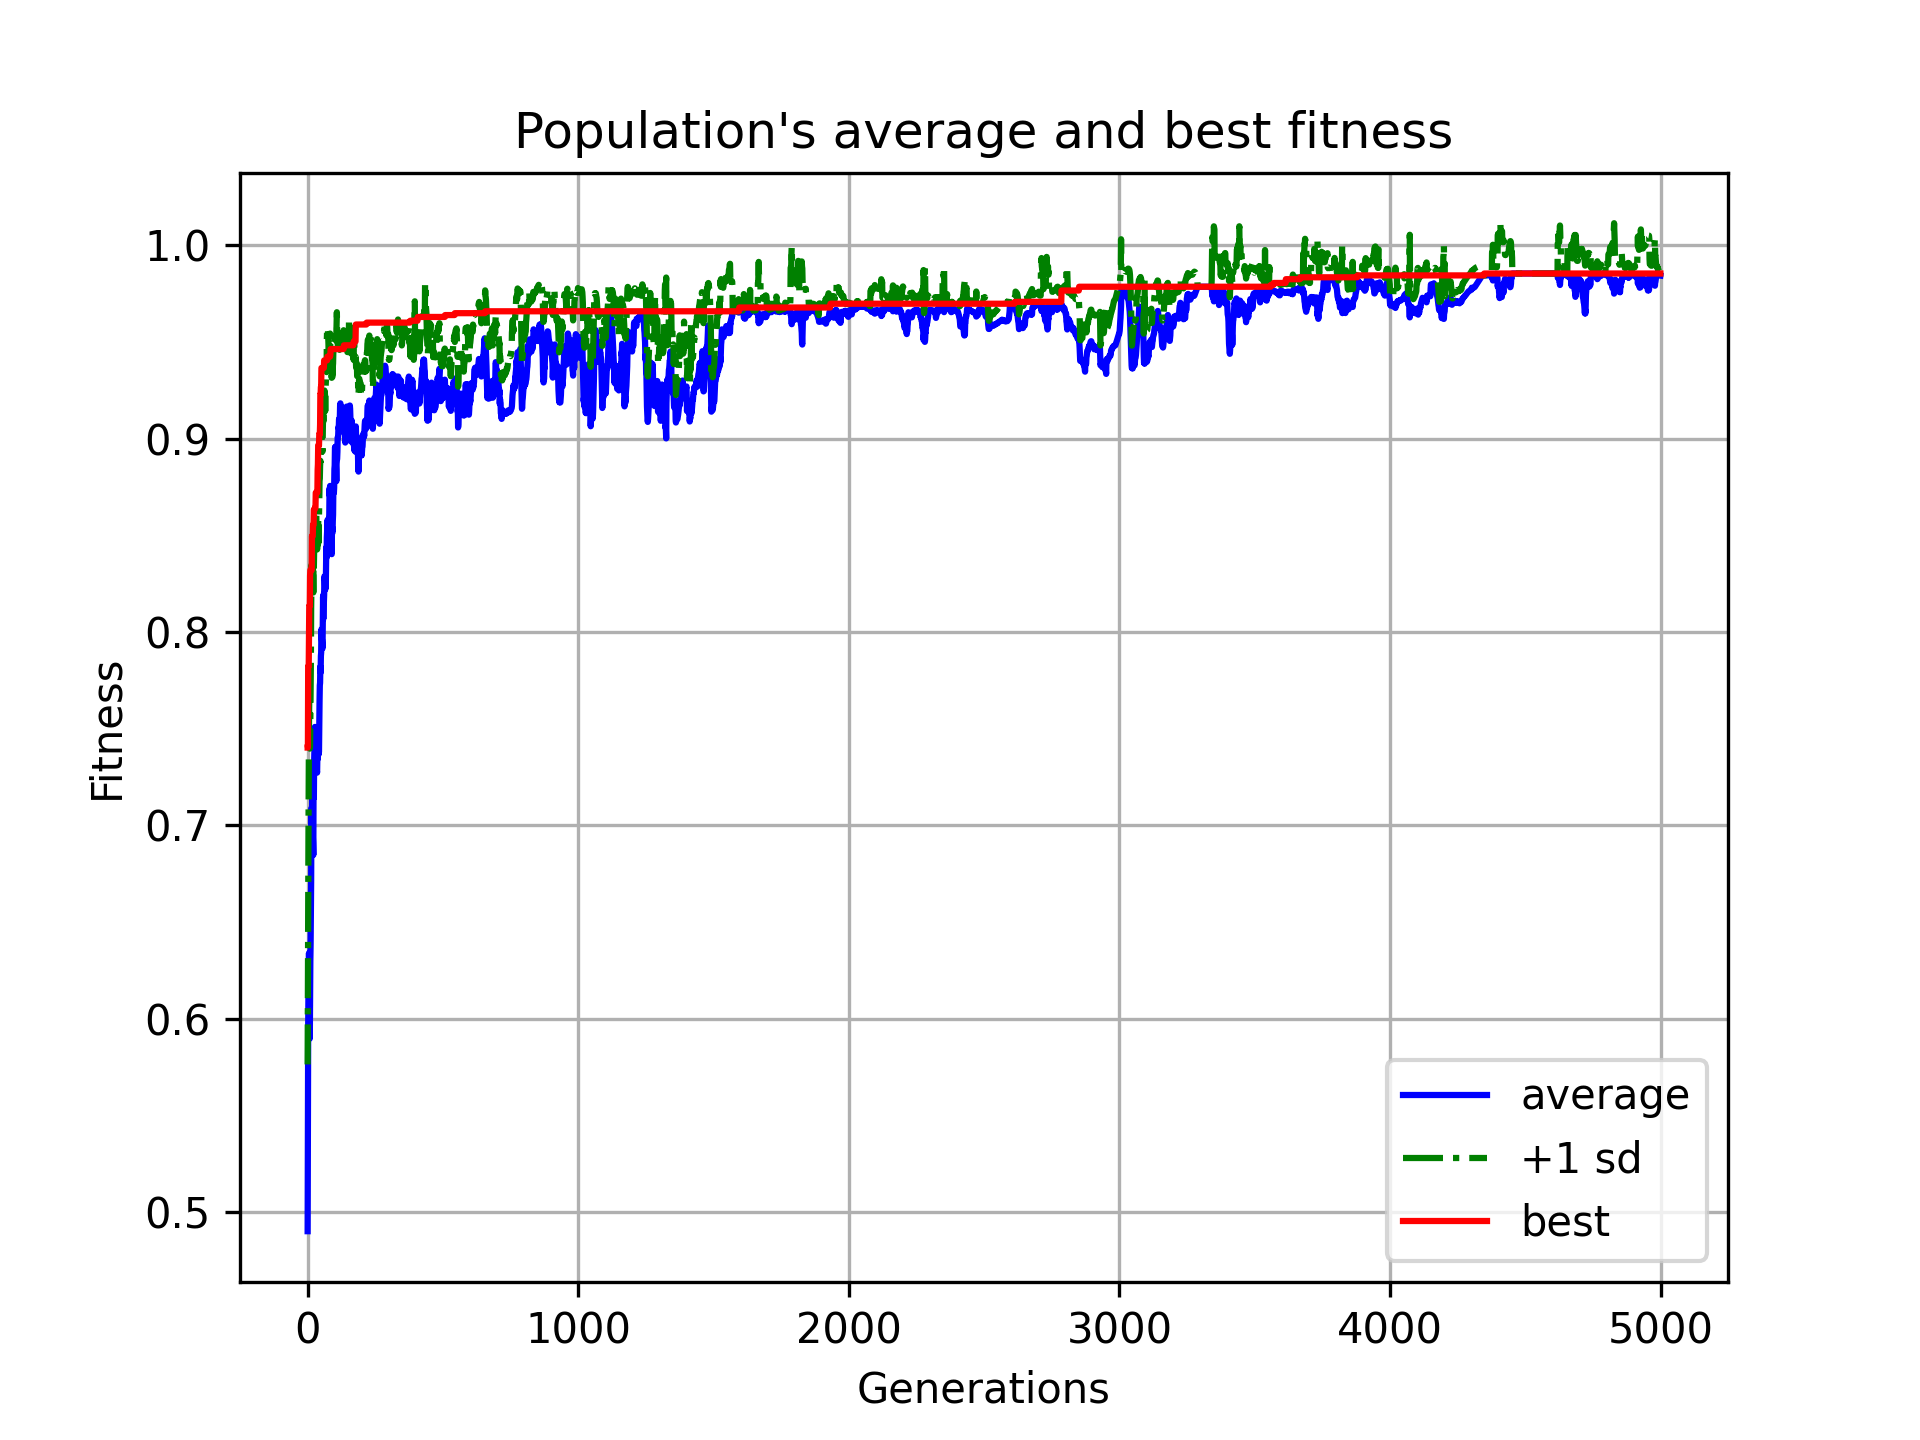 Population's average and best fitness
1.0
0.9
0.8
0.7
0.6
0.5
Fitness
average
+1 sd
best
0 1000 2000 3000 4000 5000
Generations